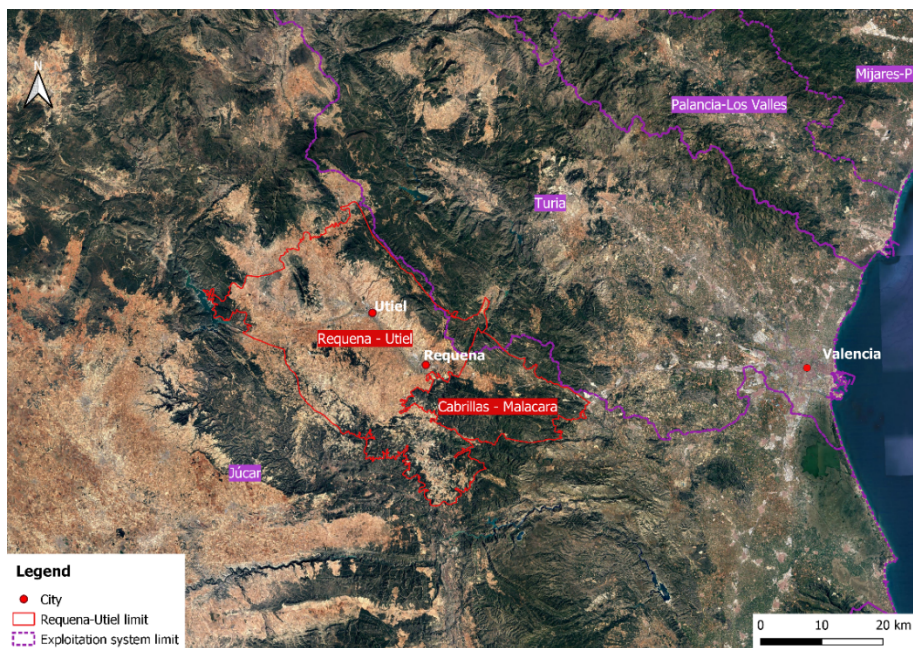 N
Mijares-P
Palancia-Los Valles
Turia
Utiel
Requena - Utiel
Requena
Valencia
Cabrillas - Malacara
Júcar
Legend
City
Requena-Utiel limit
Exploitation system limit
0 10 20 km